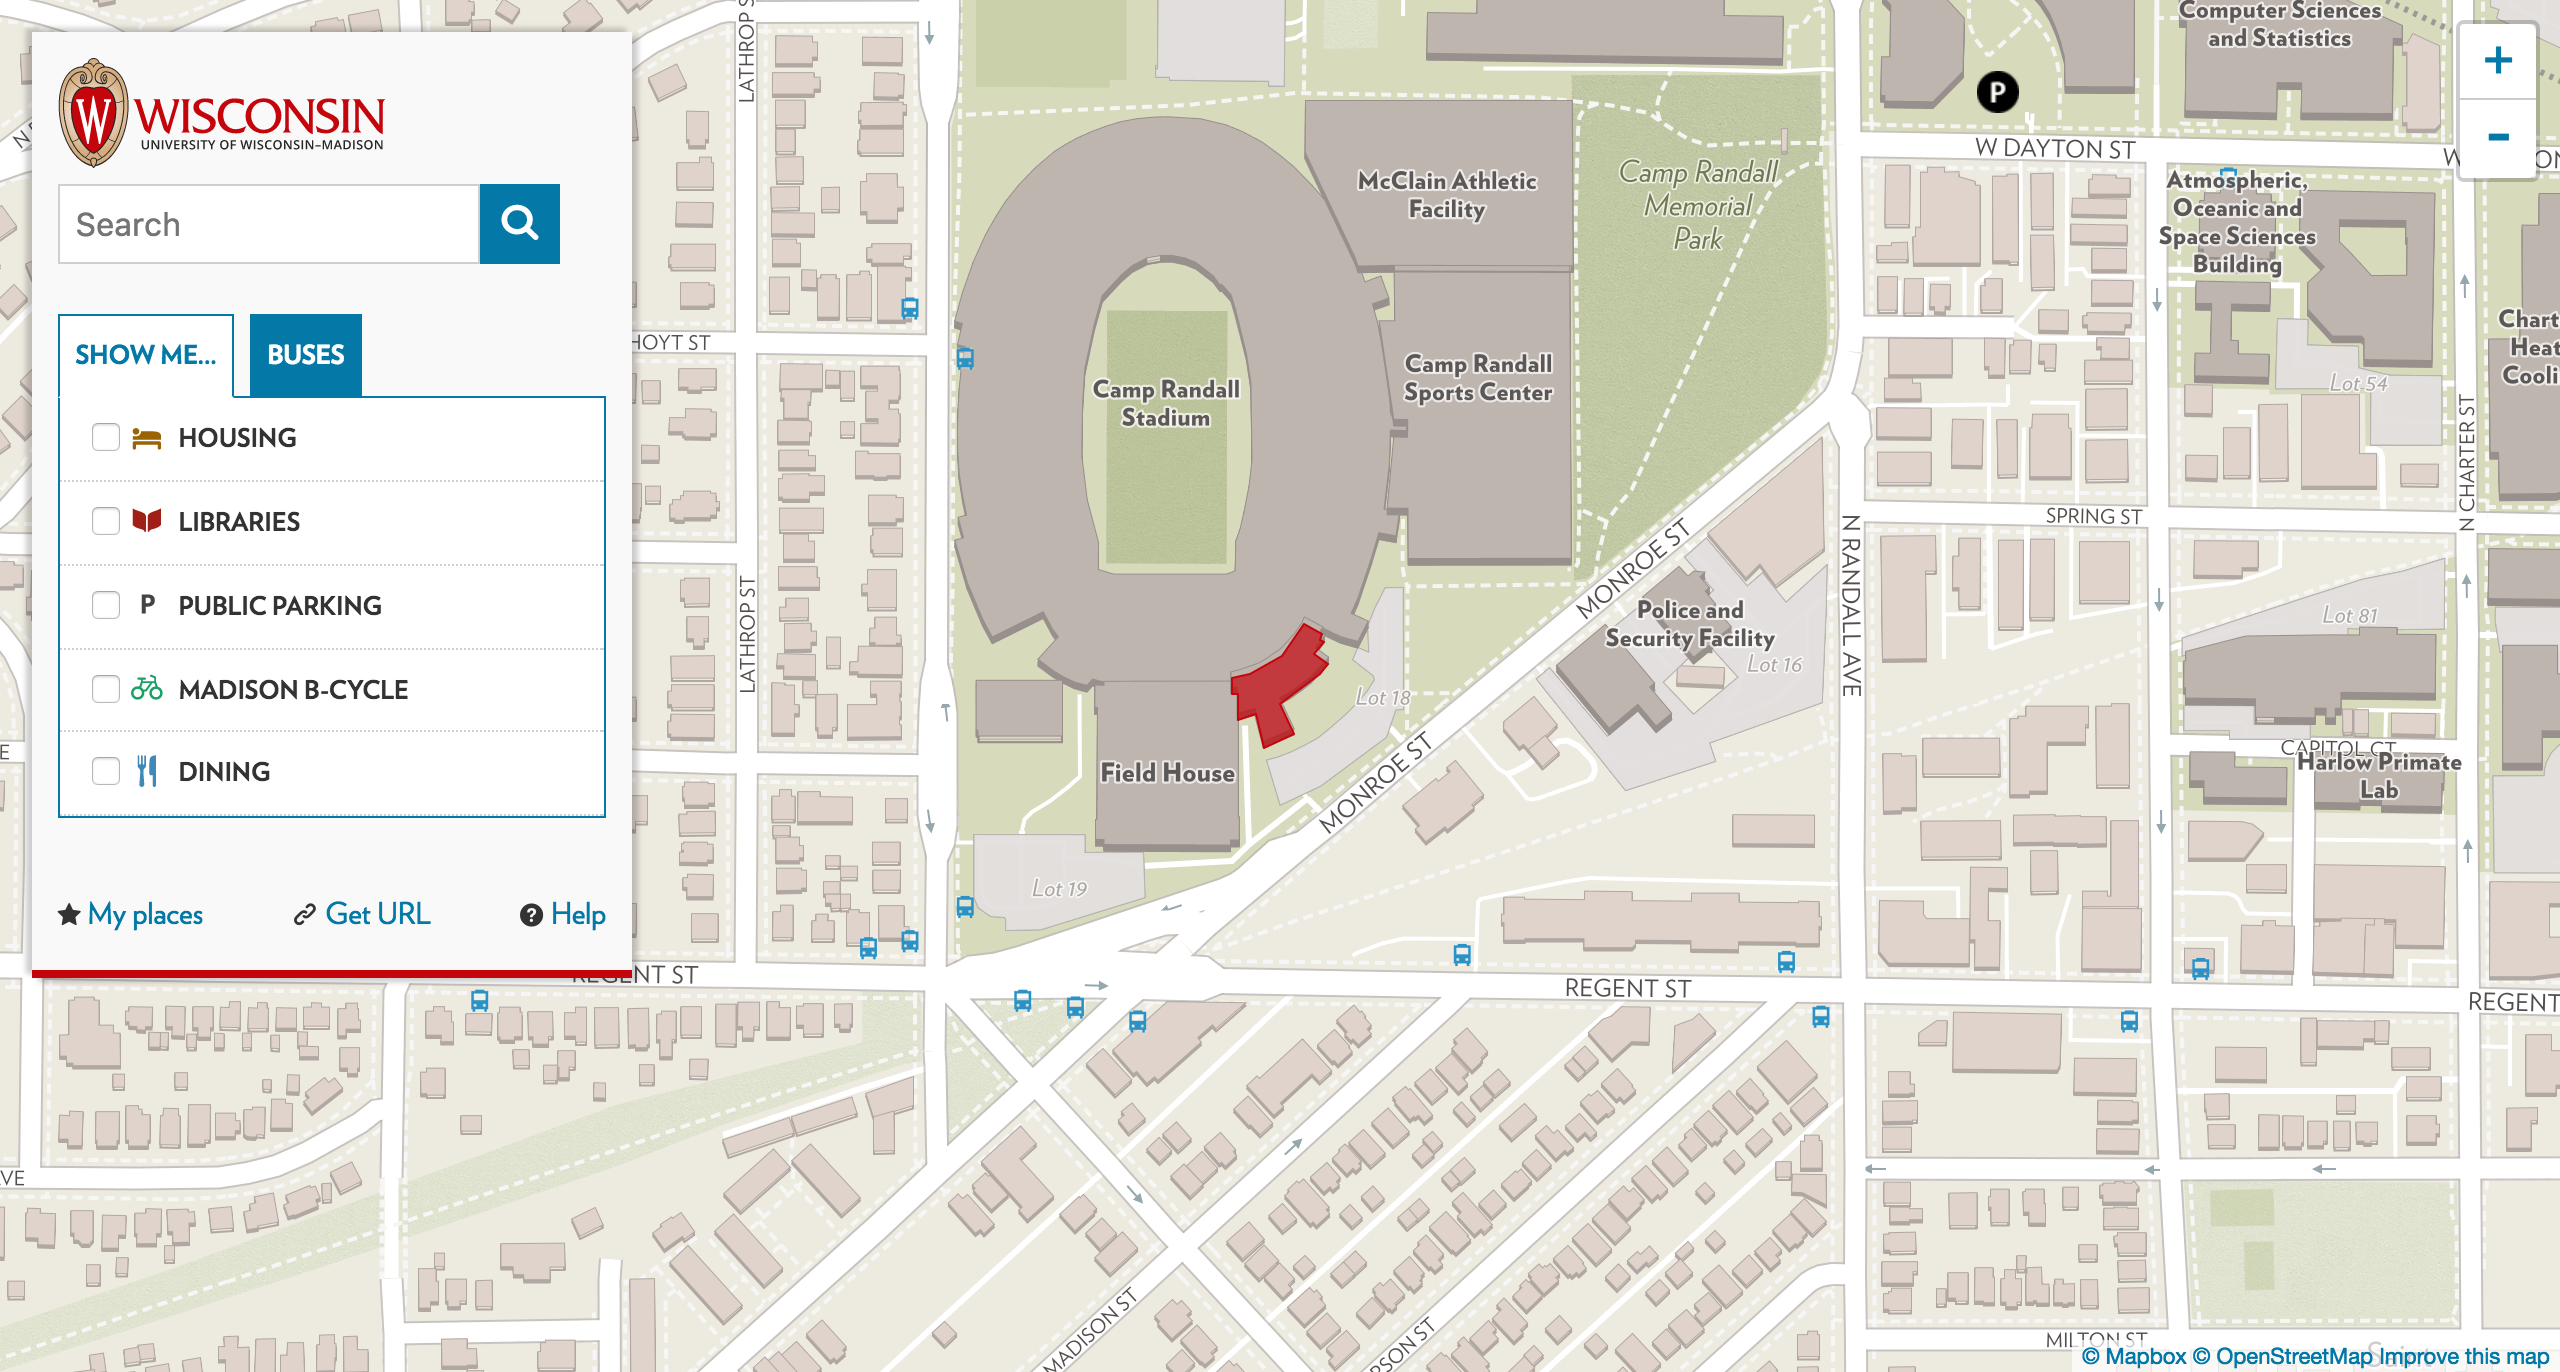 WISCONSIN
UNIVERSITY OF WISCONSIN–MADISON
Search
SHOW ME...
BUSES
HOUSING
LIBRARIES
P PUBLIC PARKING
MADISON B-CYCLE
DINING
My places
Get URL
? Help
LATHROP S
HOYT ST
LATHROP ST
REGENT ST
VE
E
Camp Randall
Stadium
McClain Athletic
Facility
Camp Randall
Sports Center
Camp Randall
Memorial
Park
Field House
Lot 18
Lot 19
MONROE ST
MONROE ST
Police and
Security Facility
Lot 16
N RANDALL AVE
P
W DAYTON ST
W
Computer Sciences
and Statistics
+
-
Atmospheric,
Oceanic and
Space Sciences
Building
Lot 54
Chart
Heat
Cooli
N CHARTER ST
SPRING ST
Lot 81
CAPITOL CT
Harlow Primate
Lab
REGENT ST
REGENT
MADISON ST
RSON ST
MILTON ST
© Mapbox © OpenStreetMap Improve this map